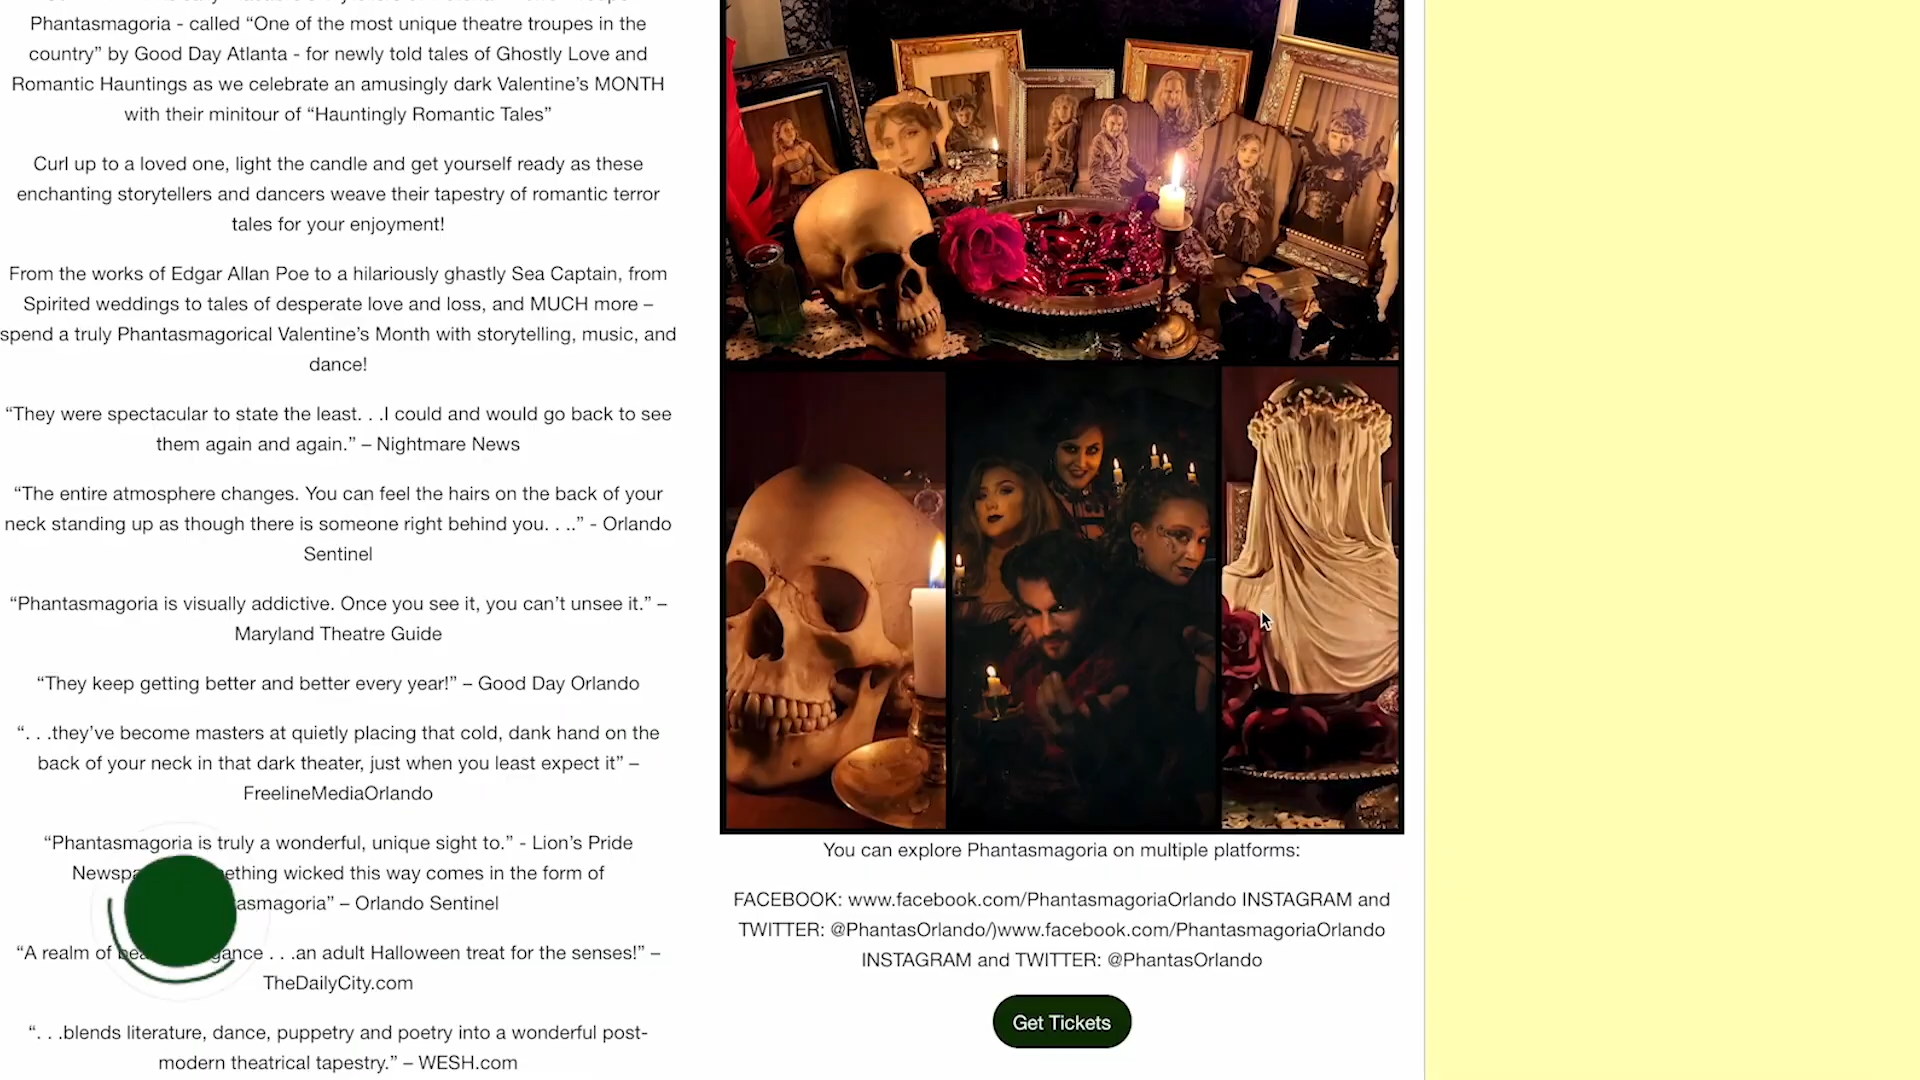 Phantasmagoria - called “One of the most unique theatre troupes in the
country” by Good Day Atlanta - for newly told tales of Ghostly Love and
Romantic Hauntings as we celebrate an amusingly dark Valentine’s MONTH
with their minitour of “Hauntingly Romantic Tales”
Curl up to a loved one, light the candle and get yourself ready as these
enchanting storytellers and dancers weave their tapestry of romantic terror
tales for your enjoyment!
From the works of Edgar Allan Poe to a hilariously ghastly Sea Captain, from
Spirited weddings to tales of desperate love and loss, and MUCH more –
spend a truly Phantasmagorical Valentine’s Month with storytelling, music, and
dance!
“They were spectacular to state the least. . .I could and would go back to see
them again and again.” – Nightmare News
“The entire atmosphere changes. You can feel the hairs on the back of your
neck standing up as though there is someone right behind you. . ..” - Orlando
Sentinel
“Phantasmagoria is visually addictive. Once you see it, you can’t unsee it.” –
Maryland Theatre Guide
“They keep getting better and better every year!” – Good Day Orlando
“. . .they’ve become masters at quietly placing that cold, dank hand on the
back of your neck in that dark theater, just when you least expect it” –
FreelineMediaOrlando
“Phantasmagoria is truly a wonderful, unique sight to.” - Lion’s Pride
wicked this way comes in the form of
– Orlando Sentinel
“A realm of . . .an adult Halloween treat for the senses!” –
TheDailyCity.com
“. . .blends literature, dance, puppetry and poetry into a wonderful post-
modern theatrical tapestry.” – WESH.com
You can explore Phantasmagoria on multiple platforms:
FACEBOOK: www.facebook.com/PhantasmagoriaOrlando INSTAGRAM and
TWITTER: @PhantasOrlando/)www.facebook.com/PhantasmagoriaOrlando
INSTAGRAM and TWITTER: @PhantasOrlando
Get Tickets